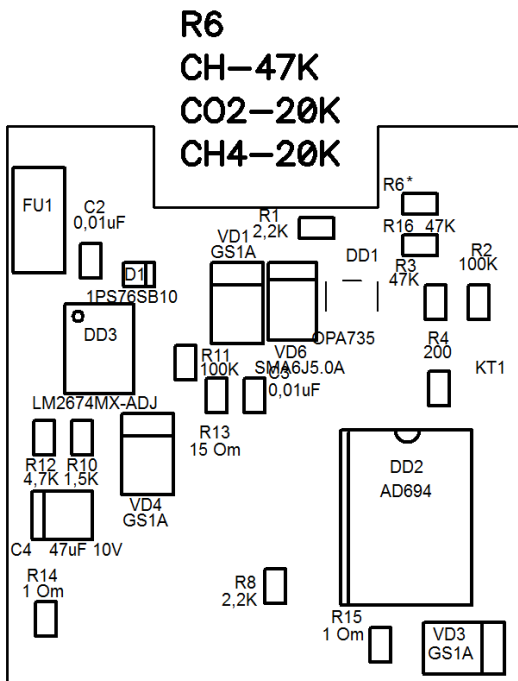 R6
CH-47K
CO2-20K
CH4-20K
FU1
C2
0,01uF
R6*
R1
2,2K
R16 47K
VD1
GS1A
DD1
R3
47K
R2
100K
D1
1PS76SB10
DD3
OPA735
R4
200
VD6
SMA6J5.0A
R11
100K
C3
0,01uF
KT1
LM2674MX-ADJ
R13
15 Om
R12
4,7K
R10
1,5K
VD4
GS1A
DD2
AD694
C4 47uF 10V
R14
1 Om
R8
2,2K
R15
1 Om
VD3
GS1A